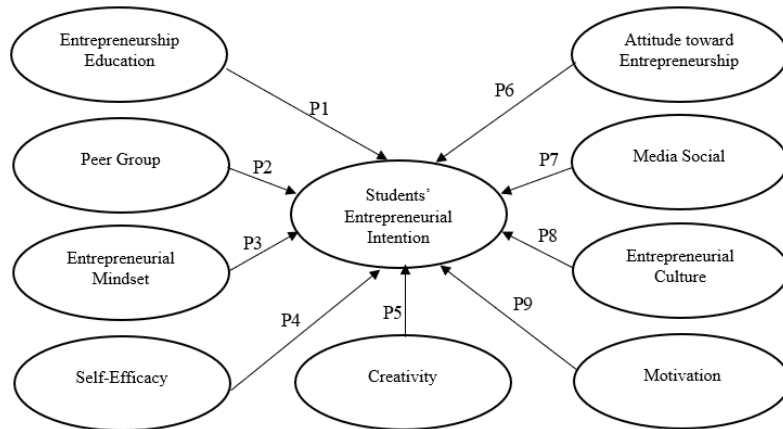 Entrepreneurship
Education
Attitude toward
Entrepreneurship
P6
P1
Peer Group
P2
Media Social
P7
Students’
Entrepreneurial
Intention
Entrepreneurial
Mindset
P3
Entrepreneurial
Culture
P8
P4
P5
P9
Self-Efficacy
Creativity
Motivation